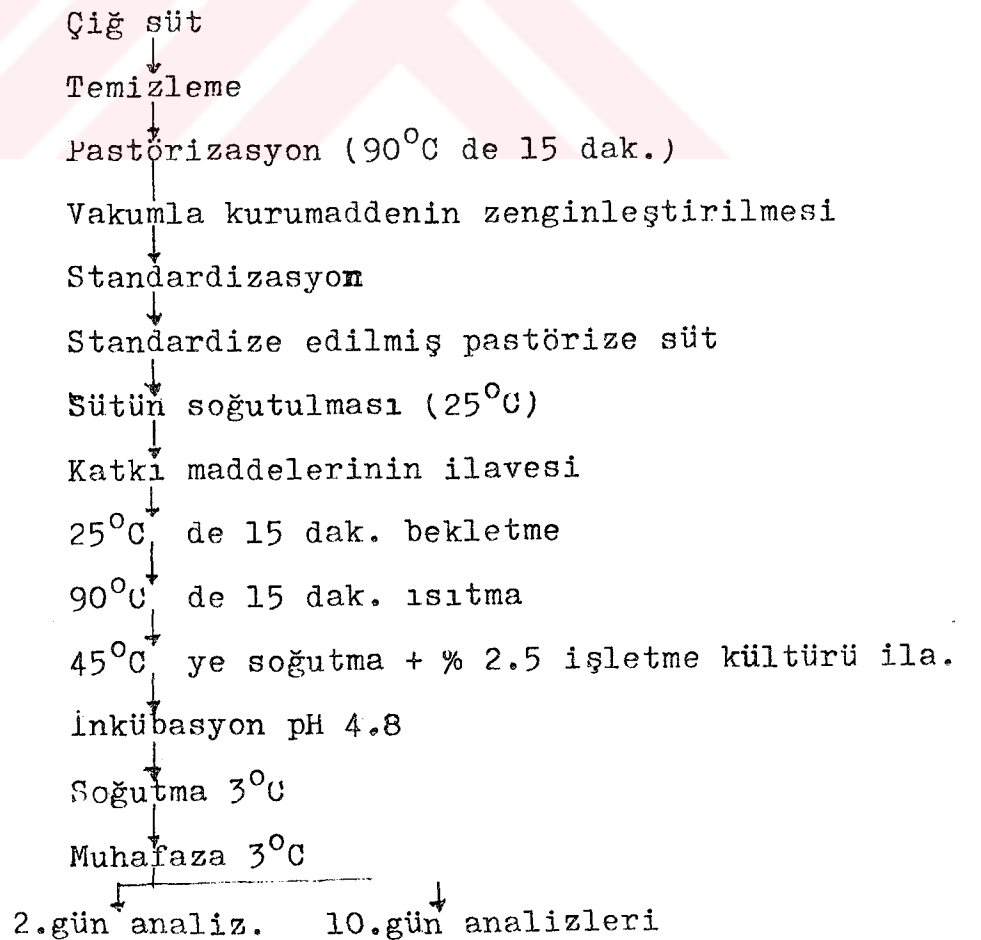 Çiğ süt
Temizleme
Pastörizasyon (90°C de 15 dak.)
Vakumla kurumaddenin zenginleştirilmesi
Standardizasyon
Standardize edilmiş pastörize süt
Sütün soğutulması (25°C)
Katkı maddelerinin ilavesi
25°C de 15 dak. bekletme
90°C de 15 dak. ısıtma
45°C ye soğutma + % 2.5 işletme kültürü ila.
İnkübasyon pH 4.8
Soğutma 3°C
Muhafaza 3°C
2.gün analiz. 10.gün analizleri